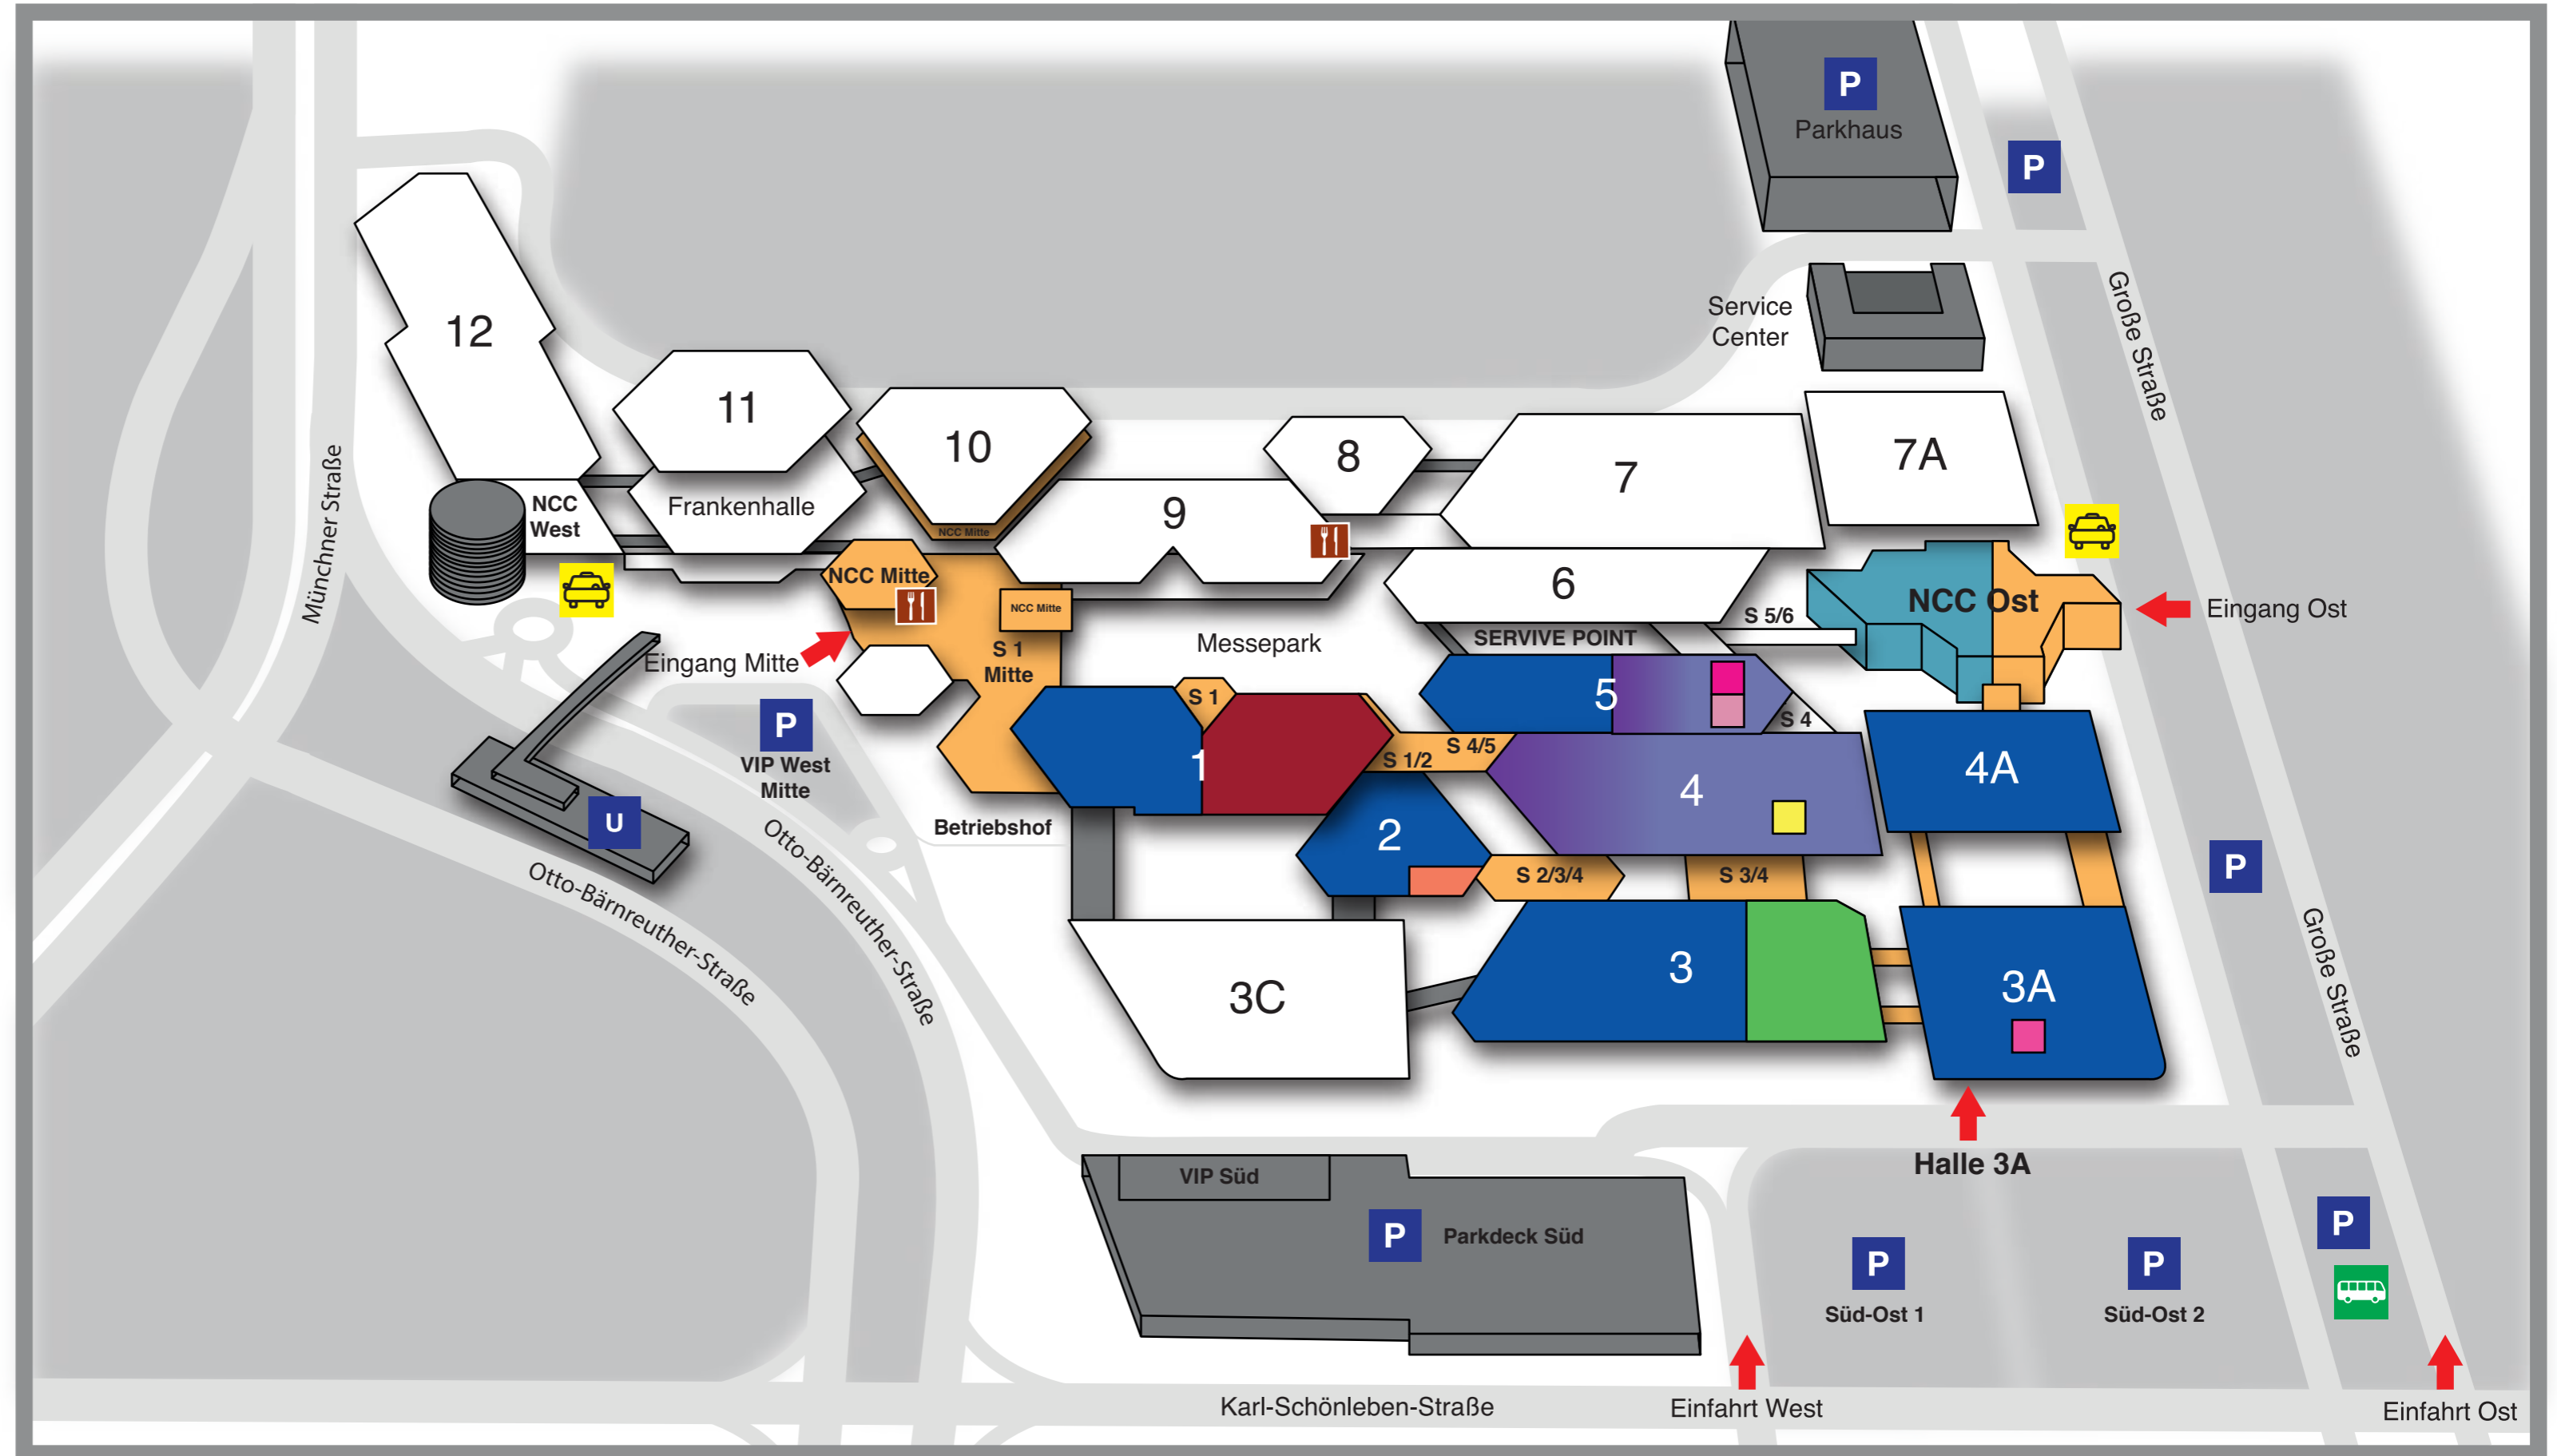 P
Parkhaus
P
Große Straße
Service
Center
12
11
10
8
7
7A
9
NCC
West
Frankenhalle
NCC Mitte
NCC Mitte
NCC Mitte
6
NCC Ost
Eingang Ost
S 5/6
SERVIVE POINT
Messepark
Münchner Straße
Eingang Mitte
S 1
Mitte
S 1
5
S 4
P
VIP West
Mitte
1
S 4/5
S 1/2
4
4A
U
Betriebshof
2
S 2/3/4
S 3/4
P
Otto-Bärnreuther-Straße
Otto-Bärnreuther-Straße
3C
3
3A
Große Straße
Halle 3A
VIP Süd
P
Parkdeck Süd
P
Süd-Ost 1
P
Süd-Ost 2
P
Karl-Schönleben-Straße
Einfahrt West
Einfahrt Ost